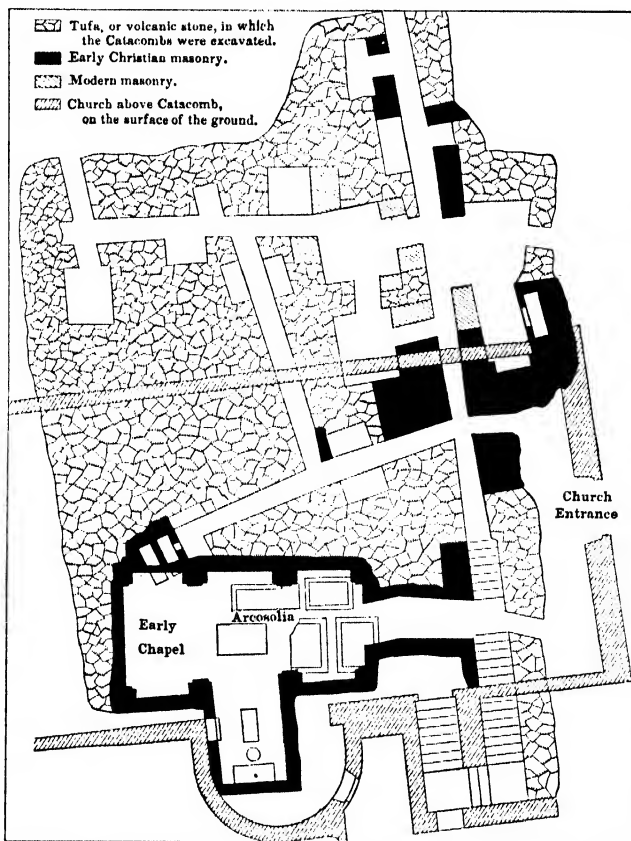 Tufa, or volcanic stone, in which
the Catacombs were excavated.
Early Christian masonry.
Modern masonry.
Church above Catacomb,
on the surface of the ground.
Church
Entrance
Early
Chapel
Arcosolia